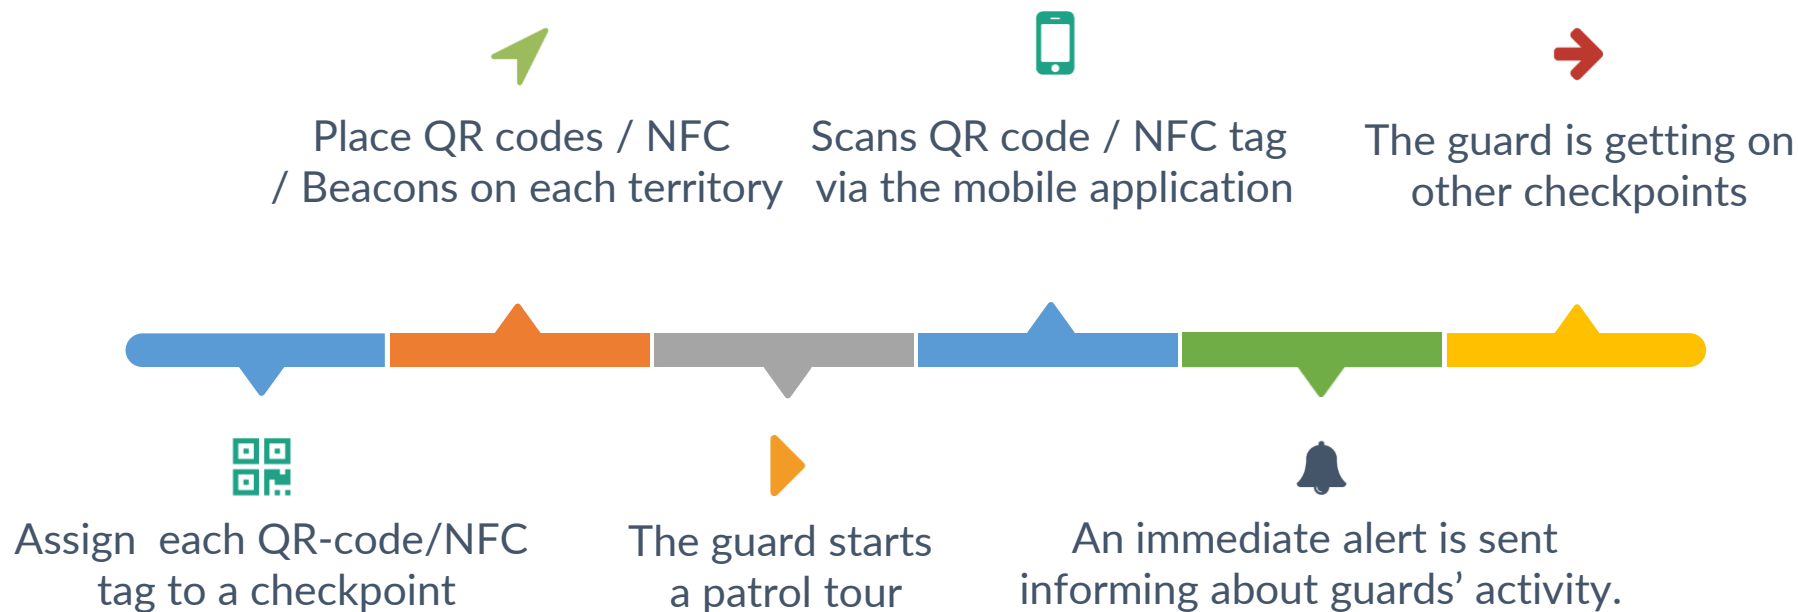 Place QR codes / NFC
/ Beacons on each territory
Scans QR code / NFC tag
via the mobile application
The guard is getting on
other checkpoints
Assign each QR-code/NFC
tag to a checkpoint
The guard starts
a patrol tour
An immediate alert is sent
informing about guards’ activity.